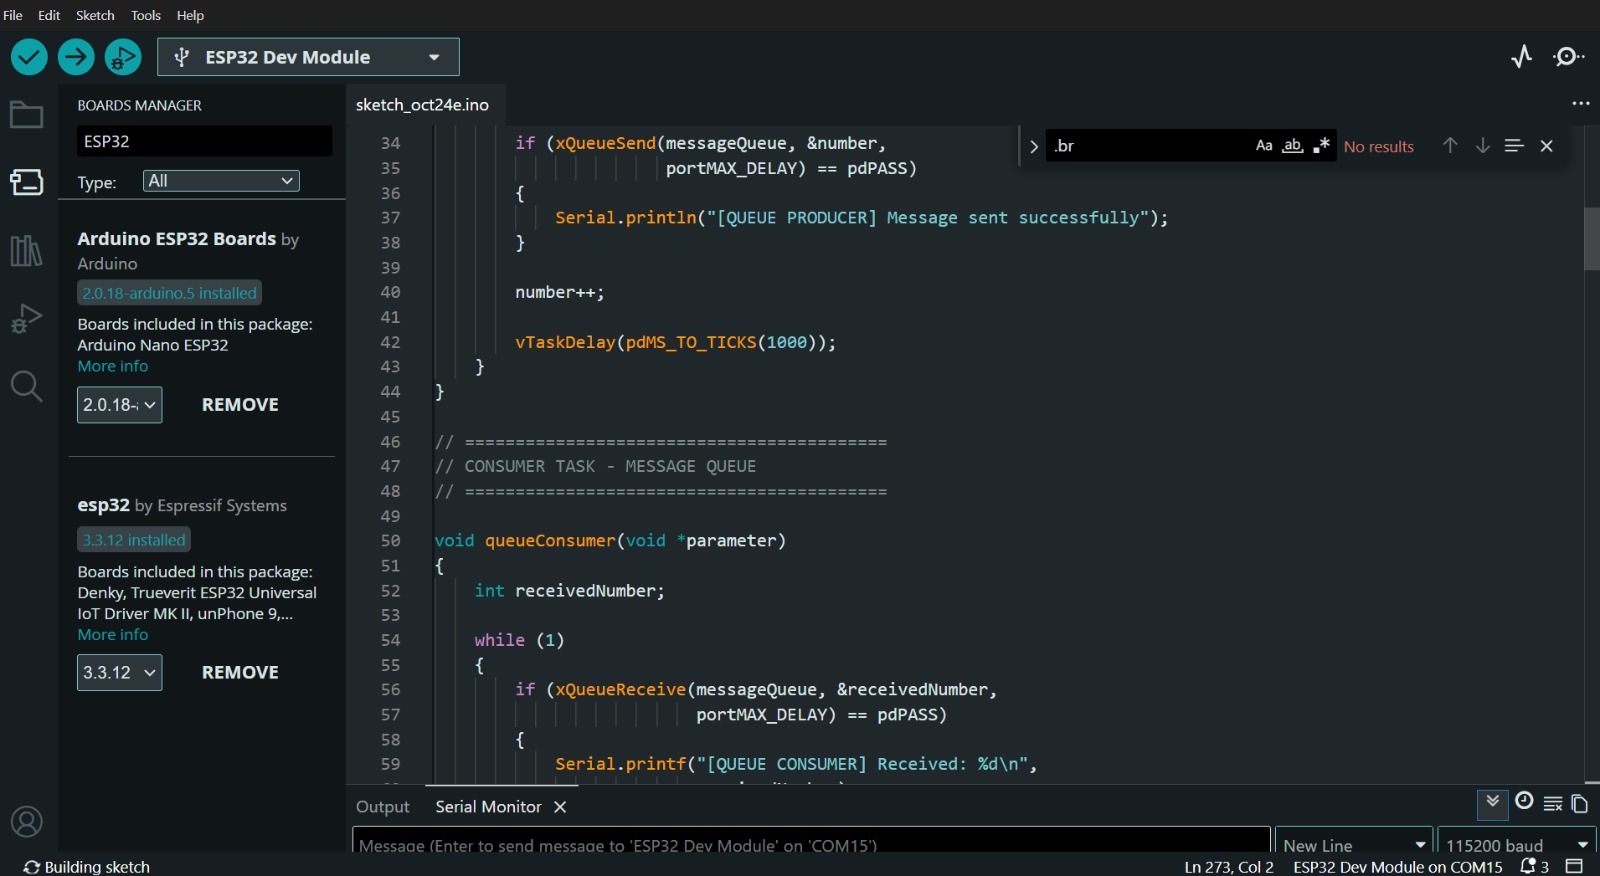 File Edit Sketch Tools Help
ESP32 Dev Module
BOARDS MANAGER
ESP32
Type: All
Arduino ESP32 Boards by
Arduino
2.0.18-arduino.5 installed
Boards included in this package:
Arduino Nano ESP32
More info
2.0.18-
REMOVE
esp32 by Espressif Systems
3.3.12 installed
Boards included in this package:
Denky, Trueverit ESP32 Universal
IoT Driver MK II, unPhone 9,...
More info
3.3.12
REMOVE
sketch_oct24e.ino
.br Aa ab No results
34 if (xQueueSend(messageQueue, &number,
35 portMAX_DELAY) == pdPASS)
36 {
37 Serial.println("[QUEUE PRODUCER] Message sent successfully");
38 }
39
40 number++;
41
42 vTaskDelay(pdMS_TO_TICKS(1000));
43 }
44 }
45
46 // ==========================================
47 // CONSUMER TASK - MESSAGE QUEUE
48 // ==========================================
49
50 void queueConsumer(void *parameter)
51 {
52 int receivedNumber;
53
54 while (1)
55 {
56 if (xQueueReceive(messageQueue, &receivedNumber,
57 portMAX_DELAY) == pdPASS)
58 {
59 Serial.printf("[QUEUE CONSUMER] Received: %d\n",
Output Serial Monitor
Message (Enter to send message to 'ESP32 Dev Module' on 'COM15')
New Line
115200 baud
Building sketch
Ln 273, Col 2 ESP32 Dev Module on COM15 3